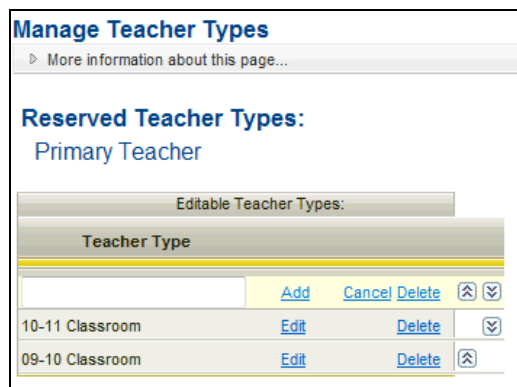 Manage Teacher Types
More information about this page...
Reserved Teacher Types:
Primary Teacher
Editable Teacher Types:
Teacher Type
Add Cancel Delete
10-11 Classroom Edit Delete
09-10 Classroom Edit Delete